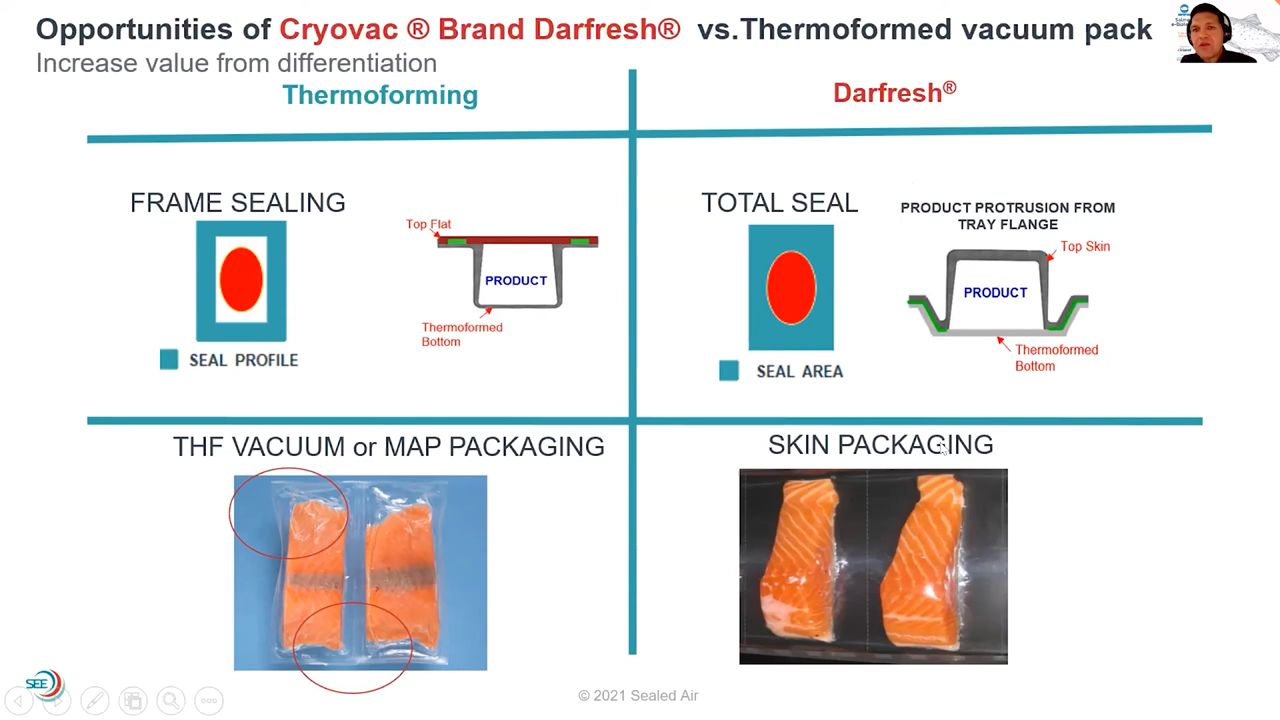 Opportunities of Cryovac ® Brand Darfresh® vs.Thermoformed vacuum pack
Increase value from differentiation
Thermoforming
Darfresh®
FRAME SEALING
Top Flat
PRODUCT
Thermoformed
Bottom
SEAL PROFILE
TOTAL SEAL
PRODUCT PROTRUSION FROM
TRAY FLANGE
Top Skin
PRODUCT
Thermoformed
Bottom
SEAL AREA
THF VACUUM or MAP PACKAGING
SKIN PACKAGING
SEE
© 2021 Sealed Air